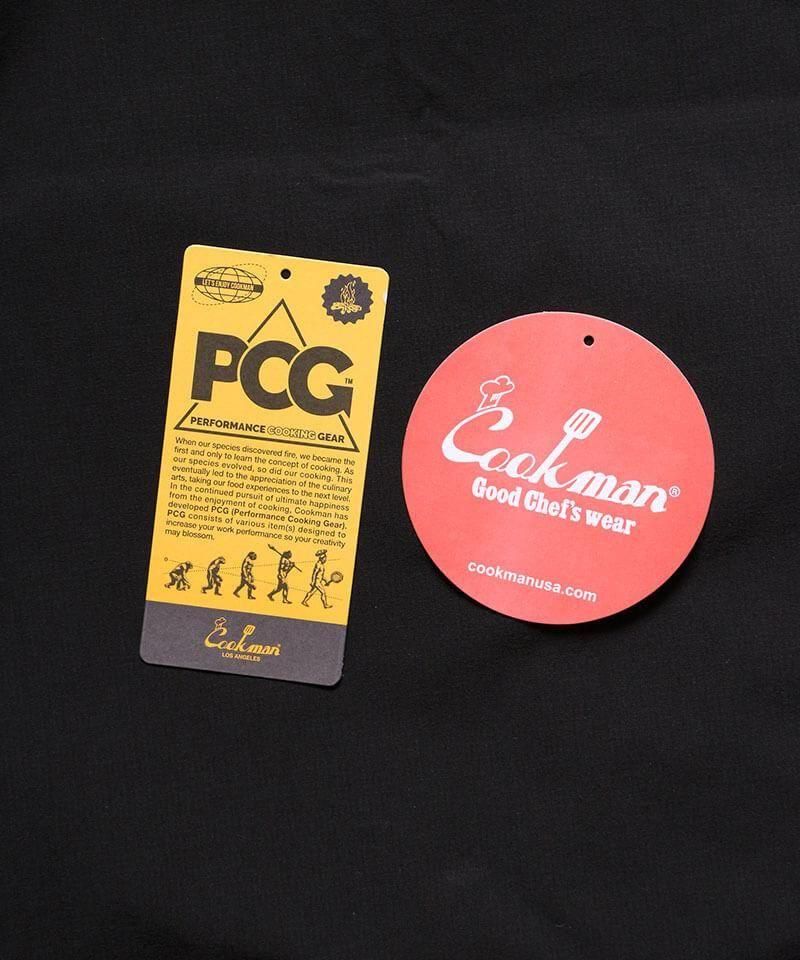 LET'S ENJOY COOKMAN
PCG™
PERFORMANCE COOKING GEAR
When our species discovered fire, we became the
first and only to learn the concept of cooking. As
our species evolved, so did our cooking. This
eventually led to the appreciation of the culinary
arts, taking our food experiences to the next level.
In the continued pursuit of ultimate happiness
from the enjoyment of cooking, Cookman has
developed PCG (Performance Cooking Gear).
PCG consists of various item(s) designed to
increase your work performance so your creativity
may blossom.
Cookman®
LOS ANGELES
Cookman®
Good Chef's wear
cookmanusa.com